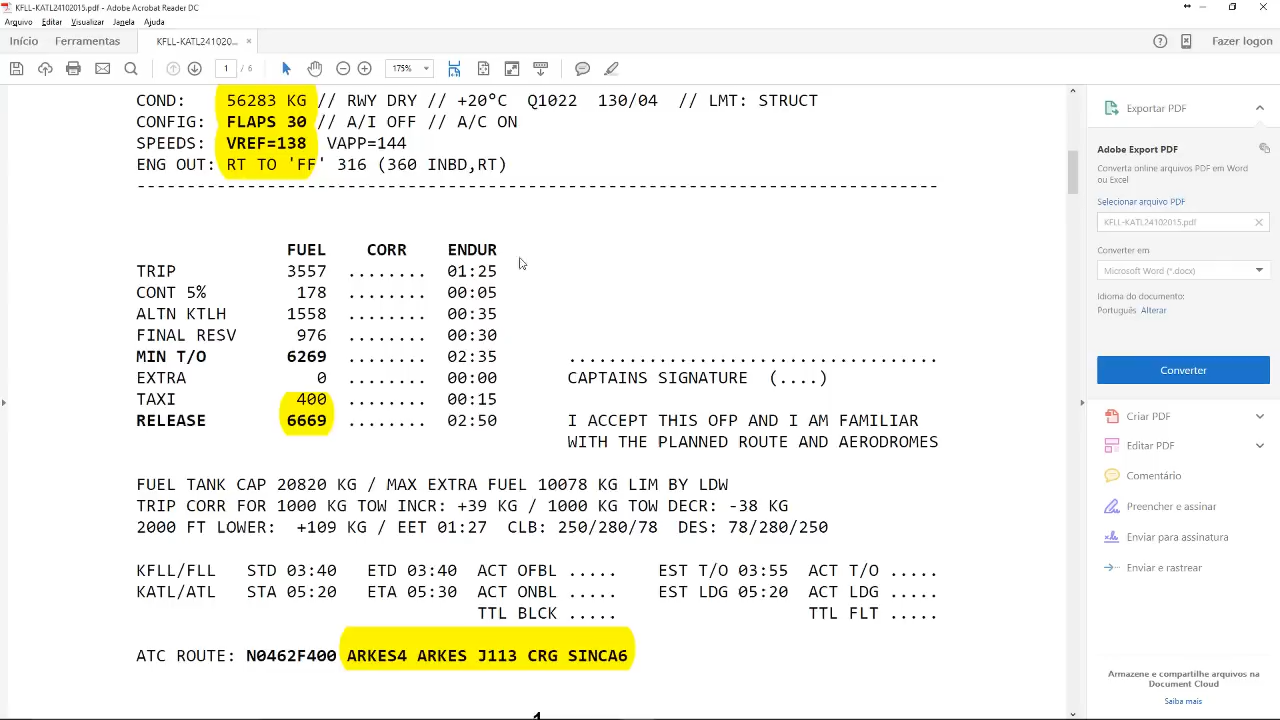 KFLL-KATL24102015.pdf - Adobe Acrobat Reader DC
Arquivo Editar Visualizar Janela Ajuda
Início Ferramentas KFLL-KATL241020... × Fazer logon
1 / 6 175%
COND: 56283 KG // RWY DRY // +20°C Q1022 130/04 // LMT: STRUCT
CONFIG: FLAPS 30 // A/I OFF // A/C ON
SPEEDS: VREF=138 VAPP=144
ENG OUT: RT TO 'FF' 316 (360 INBD,RT)
-------------------------------------------------------------------------------
FUEL CORR ENDUR
TRIP 3557 ........ 01:25
CONT 5% 178 ........ 00:05
ALTN KTLH 1558 ........ 00:35
FINAL RESV 976 ........ 00:30
MIN T/O 6269 ........ 02:35 .....................................
EXTRA 0 ........ 00:00 CAPTAINS SIGNATURE (....)
TAXI 400 ........ 00:15
RELEASE 6669 ........ 02:50 I ACCEPT THIS OFP AND I AM FAMILIAR
WITH THE PLANNED ROUTE AND AERODROMES
FUEL TANK CAP 20820 KG / MAX EXTRA FUEL 10078 KG LIM BY LDW
TRIP CORR FOR 1000 KG TOW INCR: +39 KG / 1000 KG TOW DECR: -38 KG
2000 FT LOWER: +109 KG / EET 01:27 CLB: 250/280/78 DES: 78/280/250
KFLL/FLL STD 03:40 ETD 03:40 ACT OFBL ..... EST T/O 03:55 ACT T/O .....
KATL/ATL STA 05:20 ETA 05:30 ACT ONBL ..... EST LDG 05:20 ACT LDG .....
TTL BLCK ..... TTL FLT .....
ATC ROUTE: N0462F400 ARKES4 ARKES J113 CRG SINCA6
1
Exportar PDF
Adobe Export PDF
Converta online arquivos PDF em Word
ou Excel
Selecionar arquivo PDF
KFLL-KATL24102015.pdf ×
Converter em
Microsoft Word (*.docx)
Idioma do documento:
Português Alterar
Converter
Criar PDF
Editar PDF
Comentário
Preencher e assinar
Enviar para assinatura
Enviar e rastrear
Armazene e compartilhe arquivos na
Document Cloud
Saiba mais